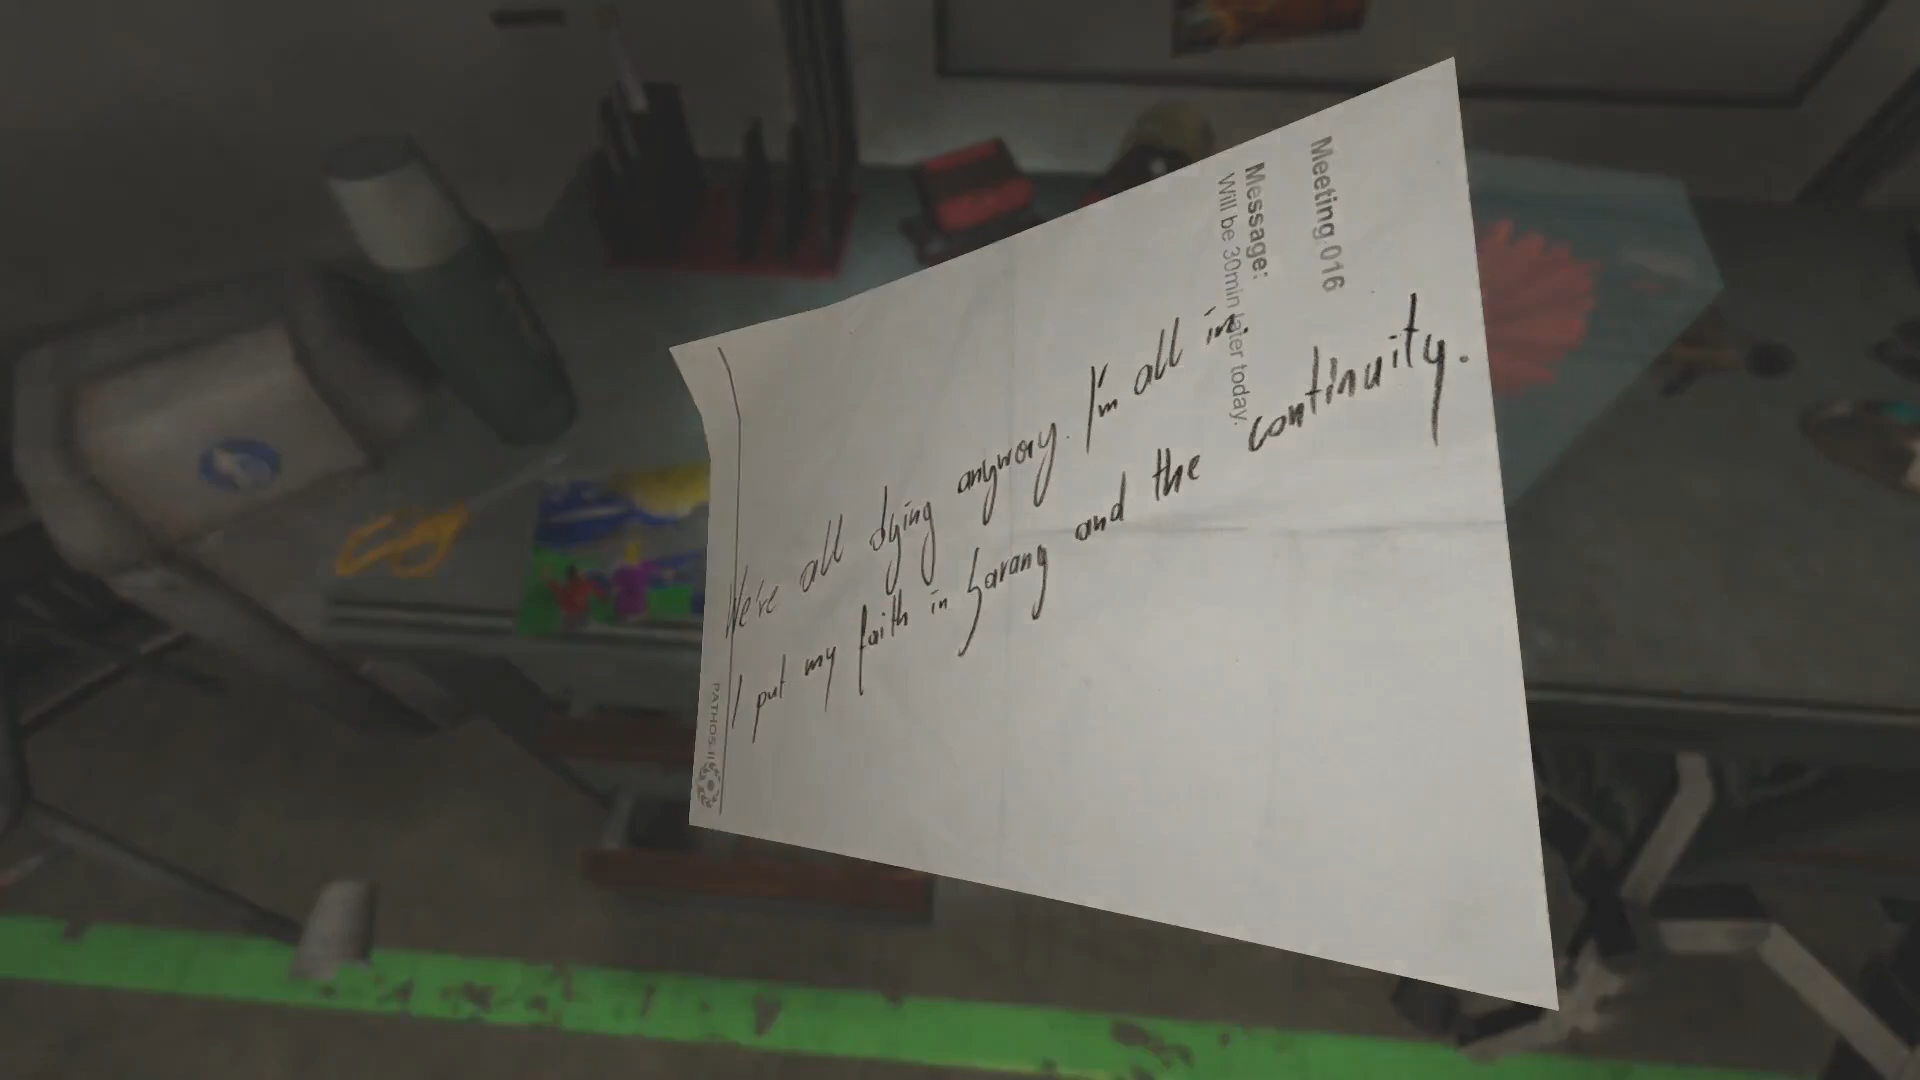 Meeting 016
Message:
Will be 30min later today.
We're all dying anyway. I'm all in.
I put my faith in Sarang and the continuity.
PATHOS-II